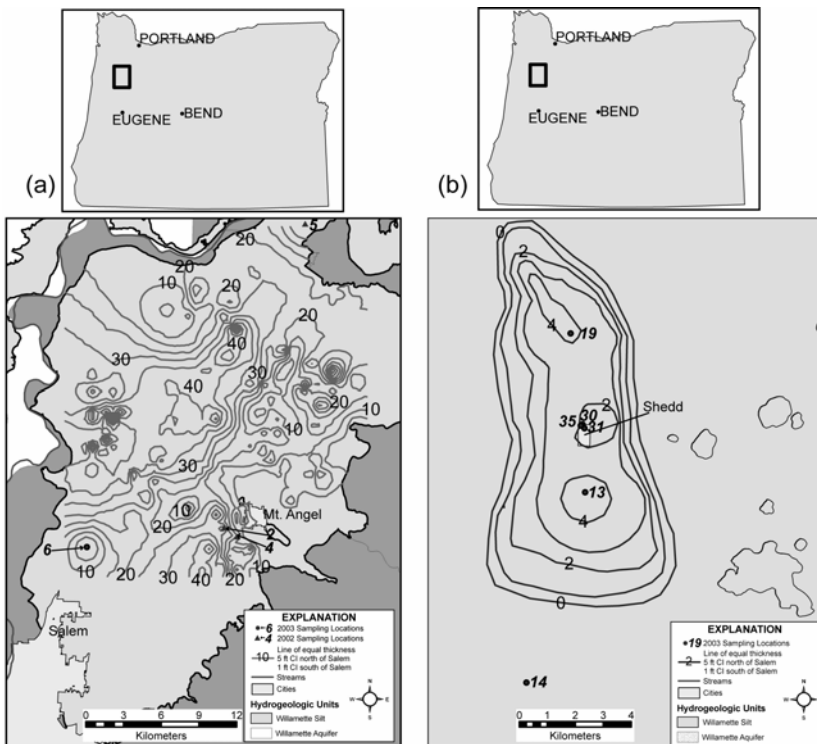 PORTLAND
EUGENE
BEND
(a)
PORTLAND
EUGENE
BEND
(b)
5
20
20
10
20
20
40
30
30
40
20
10
30
10
20
Mt. Angel
2
4
6
10
20
30
40
20
10
Salem
EXPLANATION
6 2003 Sampling Locations
4 2002 Sampling Locations
10 Line of equal thickness
5 ft CI north of Salem
1 ft CI south of Salem
Streams
Cities
Hydrogeologic Units
Willamette Silt
Willamette Aquifer
N
W E
S
0 3 6 9 12
Kilometers
0
2
4
19
2
Shedd
30
35
31
13
4
2
0
14
EXPLANATION
19 2003 Sampling Locations
2 Line of equal thickness
5 ft CI north of Salem
1 ft CI south of Salem
Streams
Cities
Hydrogeologic Units
Willamette Silt
Willamette Aquifer
N
W E
S
0 1 2 3 4
Kilometers